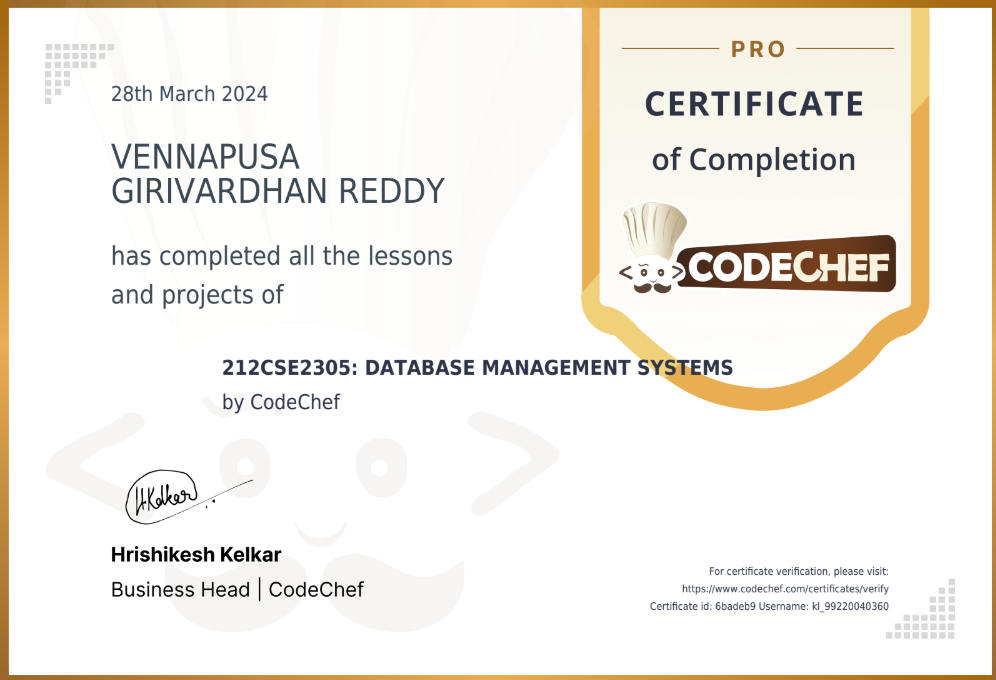 28th March 2024
VENNAPUSA
GIRIVARDHAN REDDY
has completed all the lessons
and projects of
PRO
CERTIFICATE
of Completion
CODECHEF
212CSE2305: DATABASE MANAGEMENT SYSTEMS
by CodeChef
H.Kelkar
Hrishikesh Kelkar
Business Head | CodeChef
For certificate verification, please visit:
https://www.codechef.com/certificates/verify
Certificate id: 6badeb9 Username: kl_99220040360